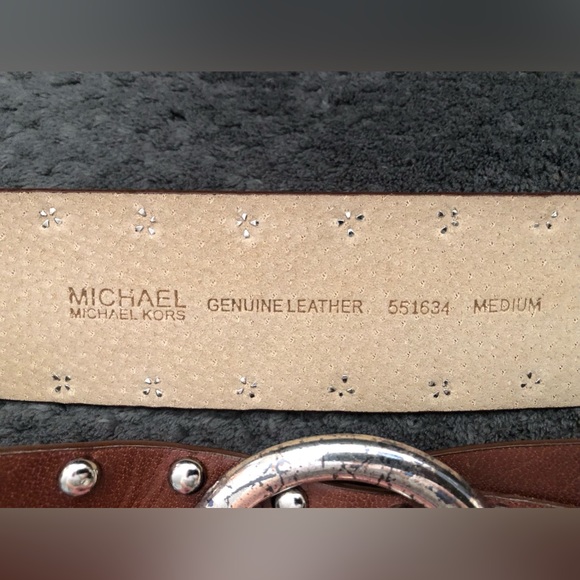 MICHAEL
MICHAEL KORS
GENUINE LEATHER 551634 MEDIUM